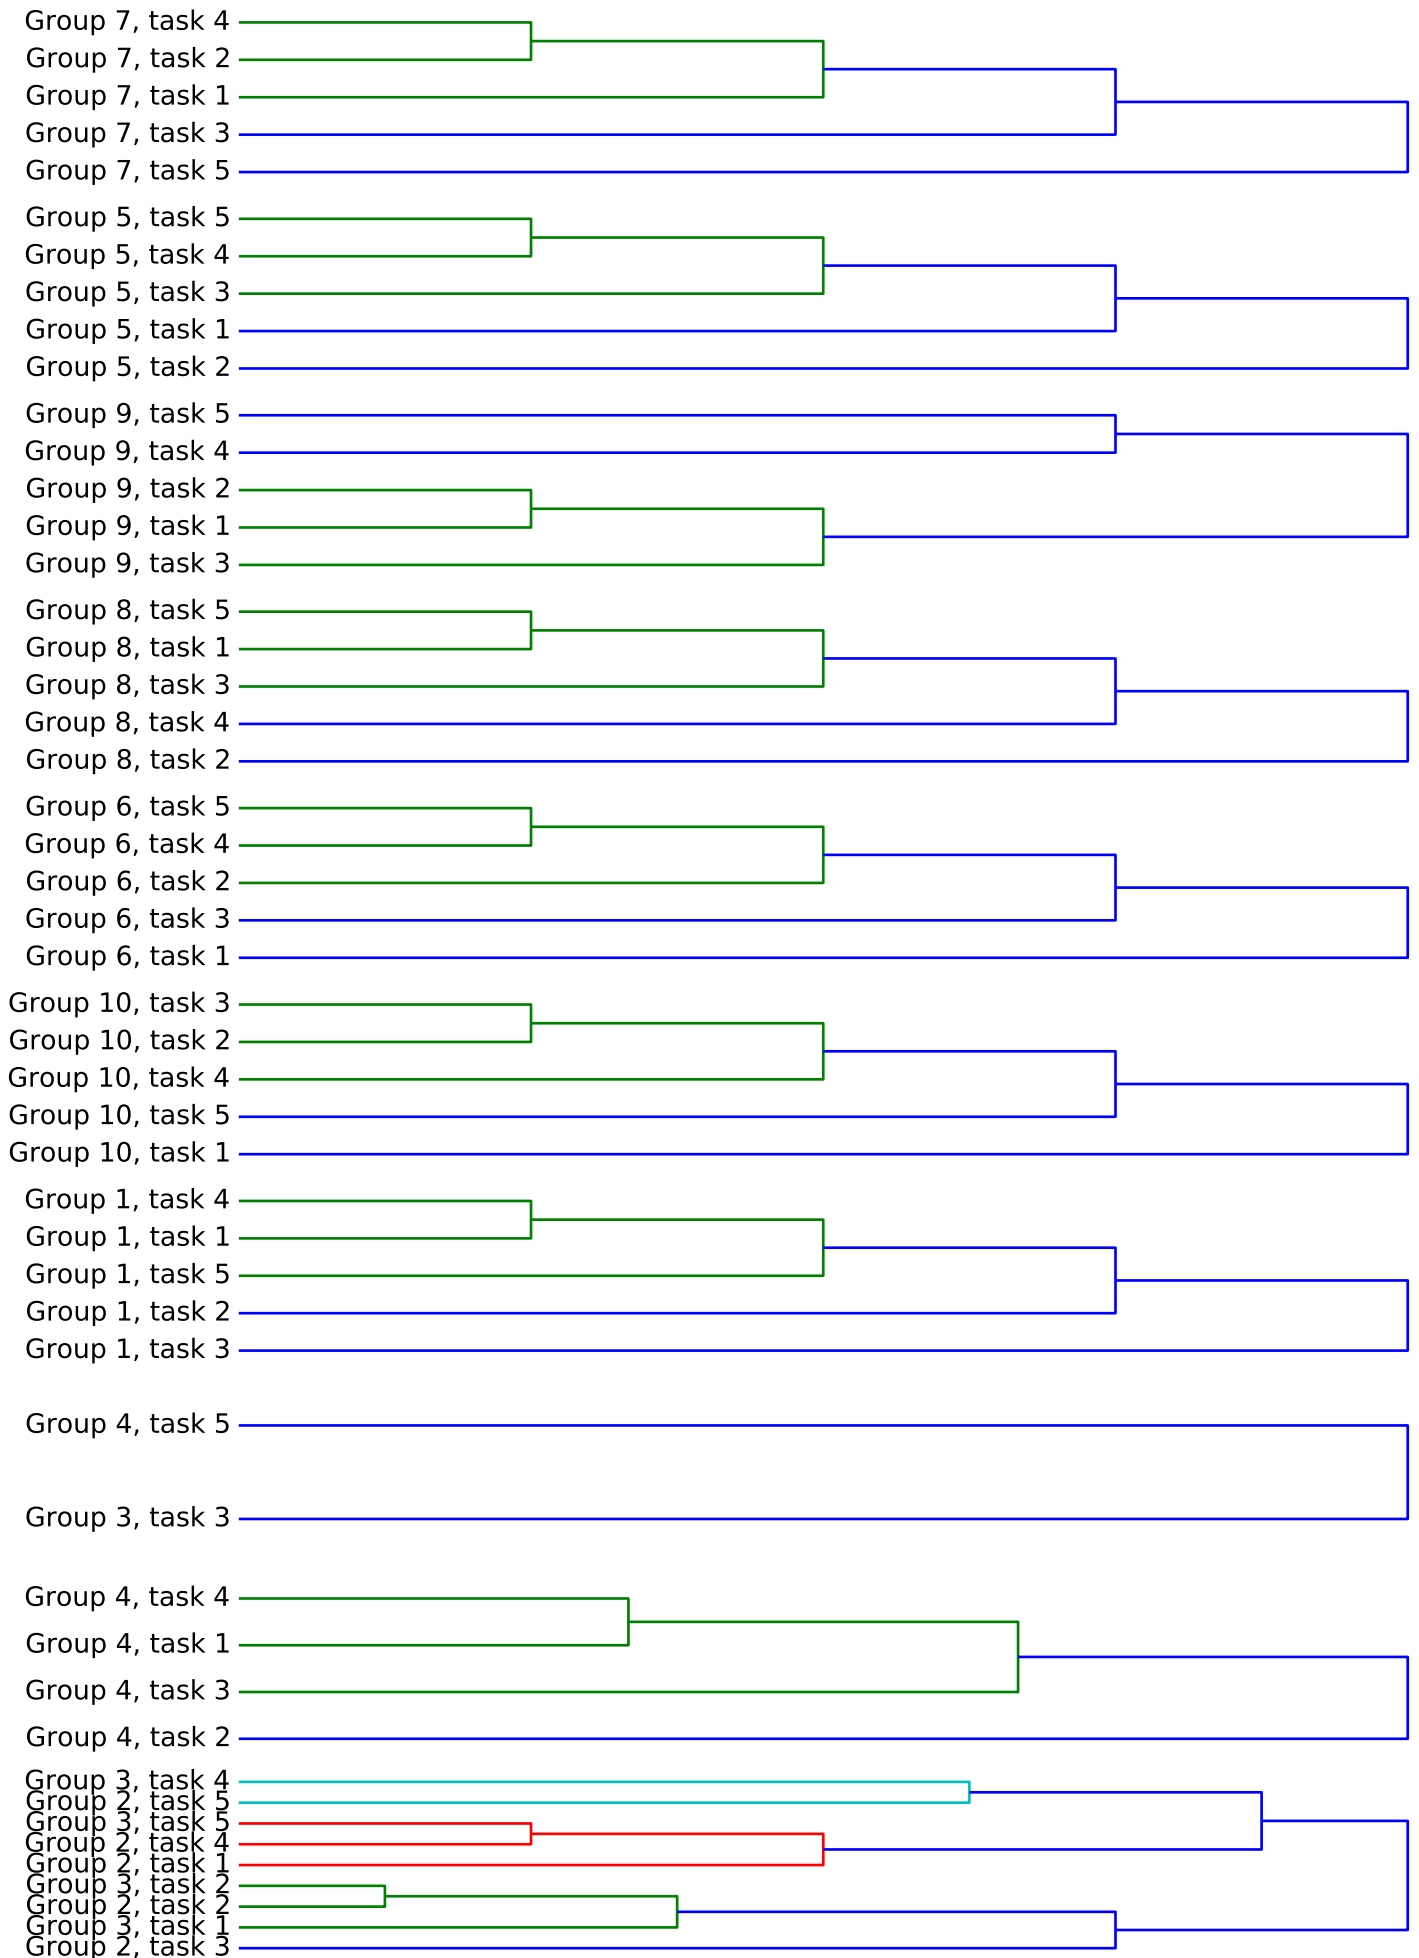 Group 7, task 4
Group 7, task 2
Group 7, task 1
Group 7, task 3
Group 7, task 5
Group 5, task 5
Group 5, task 4
Group 5, task 3
Group 5, task 1
Group 5, task 2
Group 9, task 5
Group 9, task 4
Group 9, task 2
Group 9, task 1
Group 9, task 3
Group 8, task 5
Group 8, task 1
Group 8, task 3
Group 8, task 4
Group 8, task 2
Group 6, task 5
Group 6, task 4
Group 6, task 2
Group 6, task 3
Group 6, task 1
Group 10, task 3
Group 10, task 2
Group 10, task 4
Group 10, task 5
Group 10, task 1
Group 1, task 4
Group 1, task 1
Group 1, task 5
Group 1, task 2
Group 1, task 3
Group 4, task 5
Group 3, task 3
Group 4, task 4
Group 4, task 1
Group 4, task 3
Group 4, task 2
Group 3, task 4
Group 2, task 5
Group 3, task 5
Group 2, task 4
Group 2, task 1
Group 3, task 2
Group 2, task 2
Group 3, task 1
Group 2, task 3